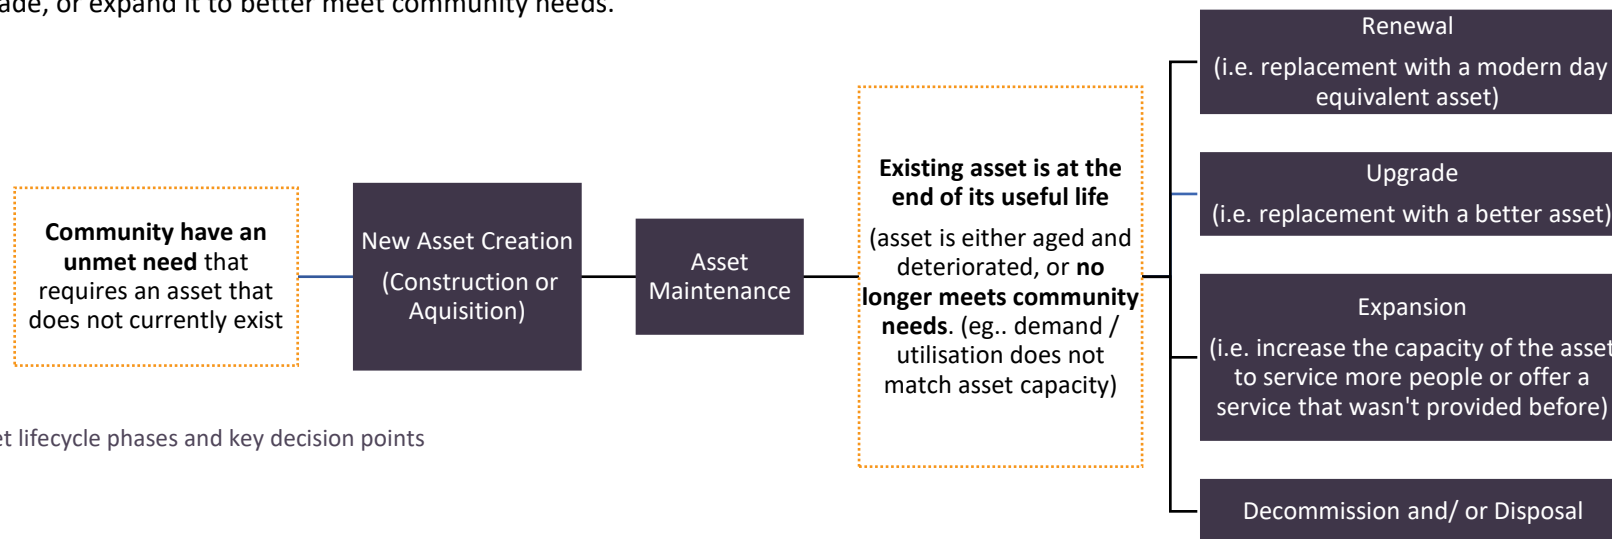 ade, or expand it to better meet community needs.
Community have an
unmet need that
requires an asset that
does not currently exist
New Asset Creation
(Construction or
Aquisition)
Asset
Maintenance
Existing asset is at the
end of its useful life
(asset is either aged and
deteriorated, or no
longer meets community
needs. (eg.. demand /
utilisation does not
match asset capacity)
Renewal
(i.e. replacement with a modern day
equivalent asset)
Upgrade
(i.e. replacement with a better asset)
Expansion
(i.e. increase the capacity of the asset
to service more people or offer a
service that wasn't provided before)
Decommission and/ or Disposal
et lifecycle phases and key decision points